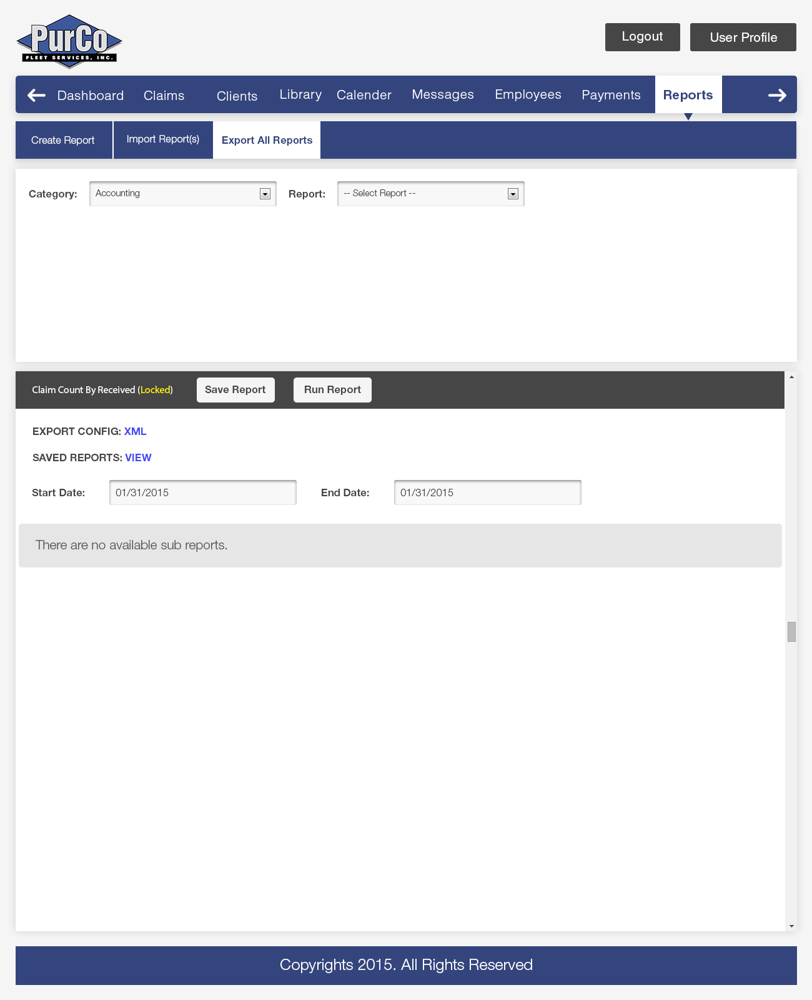 PurCo
FLEET SERVICES, INC.
Logout
User Profile
Dashboard Claims Clients Library Calender Messages Employees Payments Reports
Create Report Import Report(s) Export All Reports
Category: Accounting Report: -- Select Report --
Claim Count By Received (Locked) Save Report Run Report
EXPORT CONFIG: XML
SAVED REPORTS: VIEW
Start Date: 01/31/2015 End Date: 01/31/2015
There are no available sub reports.
Copyrights 2015. All Rights Reserved